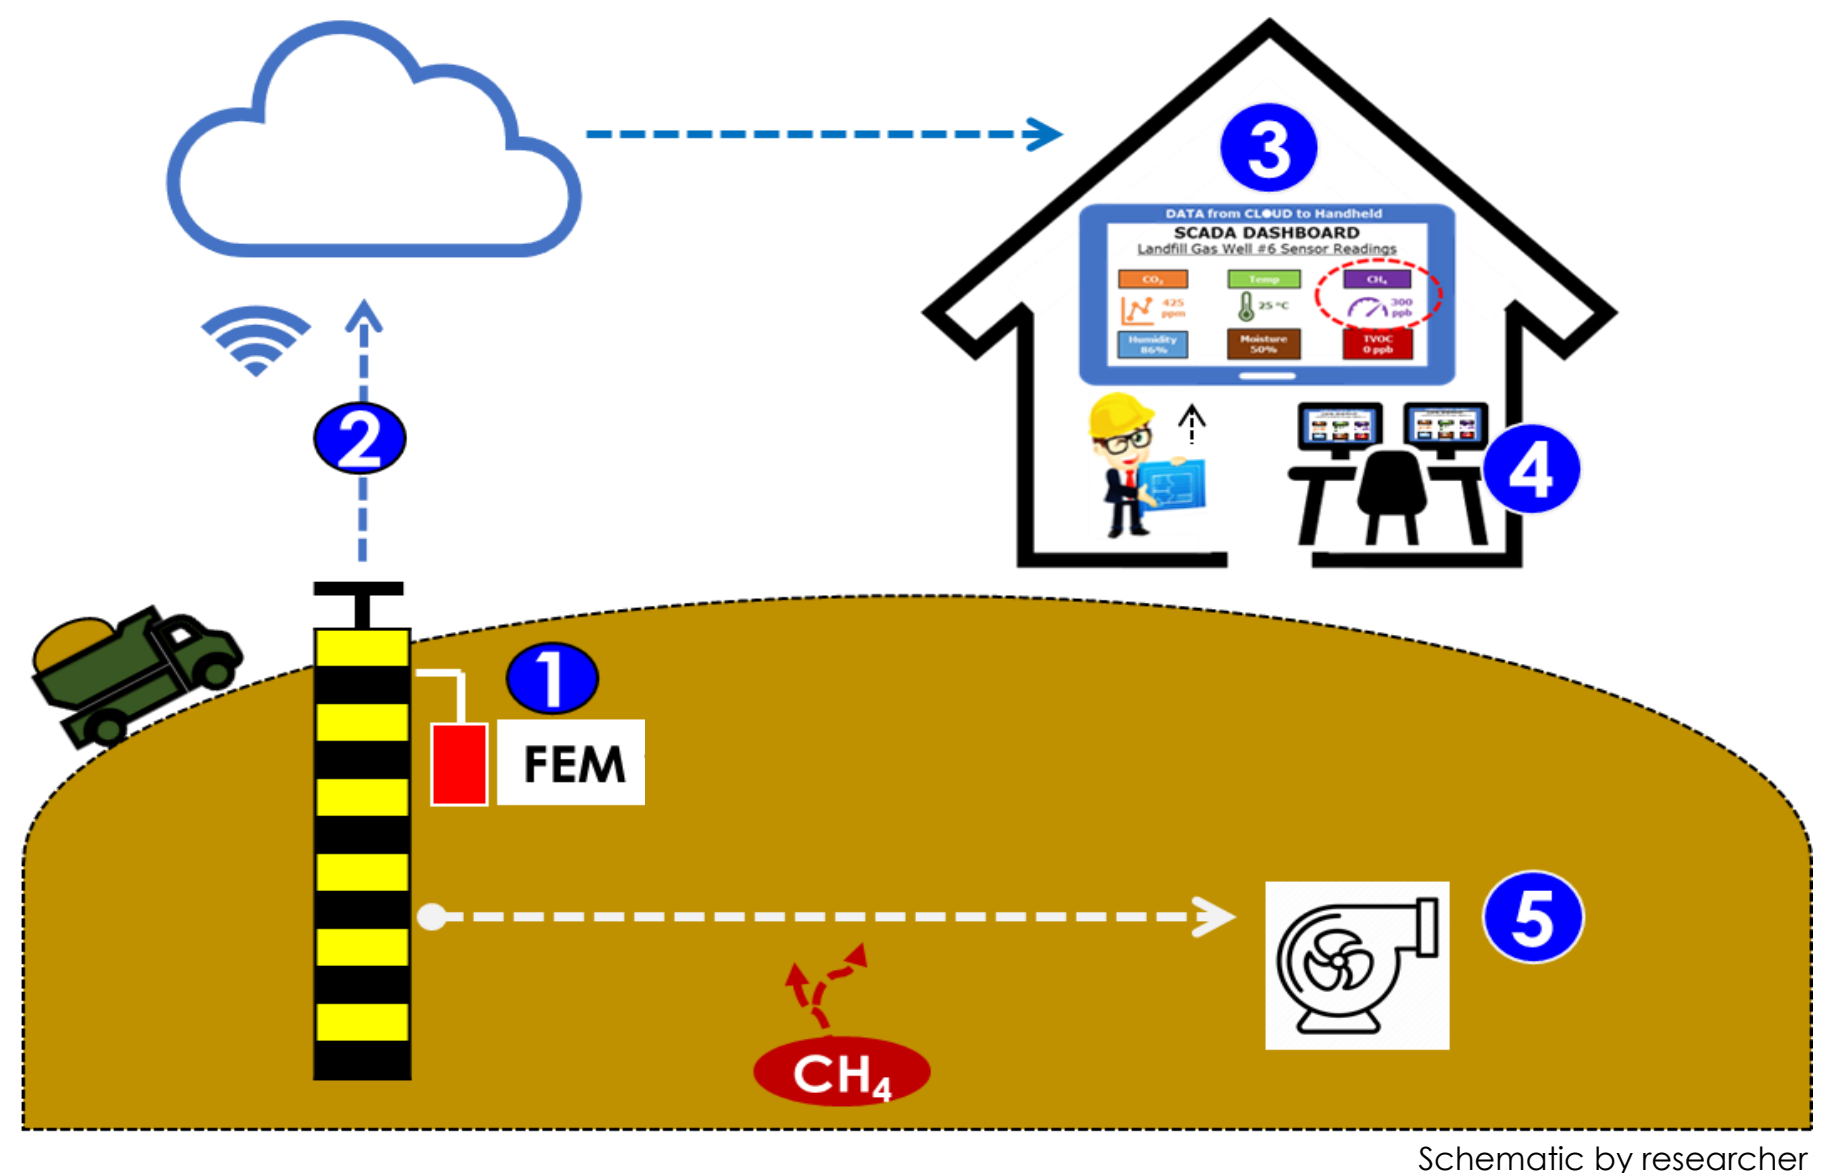 3
DATA from CLOUD to Handheld
SCADA DASHBOARD
Landfill Gas Well #6 Sensor Readings
CO₂
Temp
CH₄
425
ppm
25 °C
300
ppb
Humidity
86%
Moisture
50%
TVOC
0 ppb
2
4
1
FEM
5
CH₄
Schematic by researcher